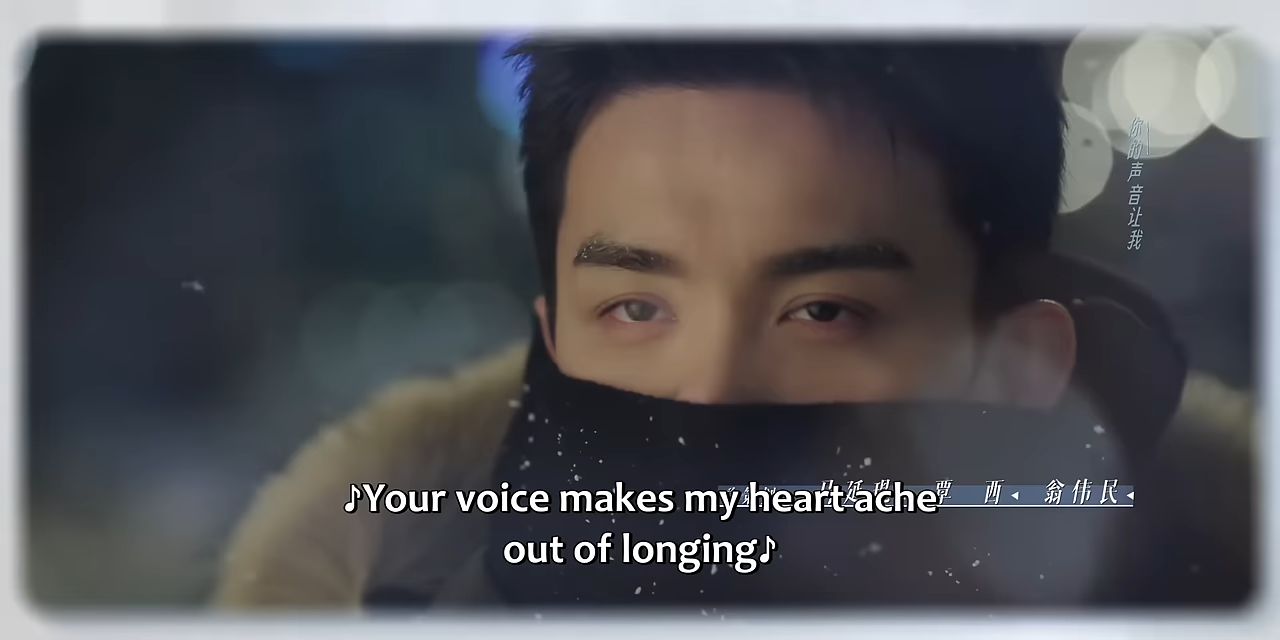 你的声音让我
翁伟民
♪Your voice makes my heart ache
out of longing♪